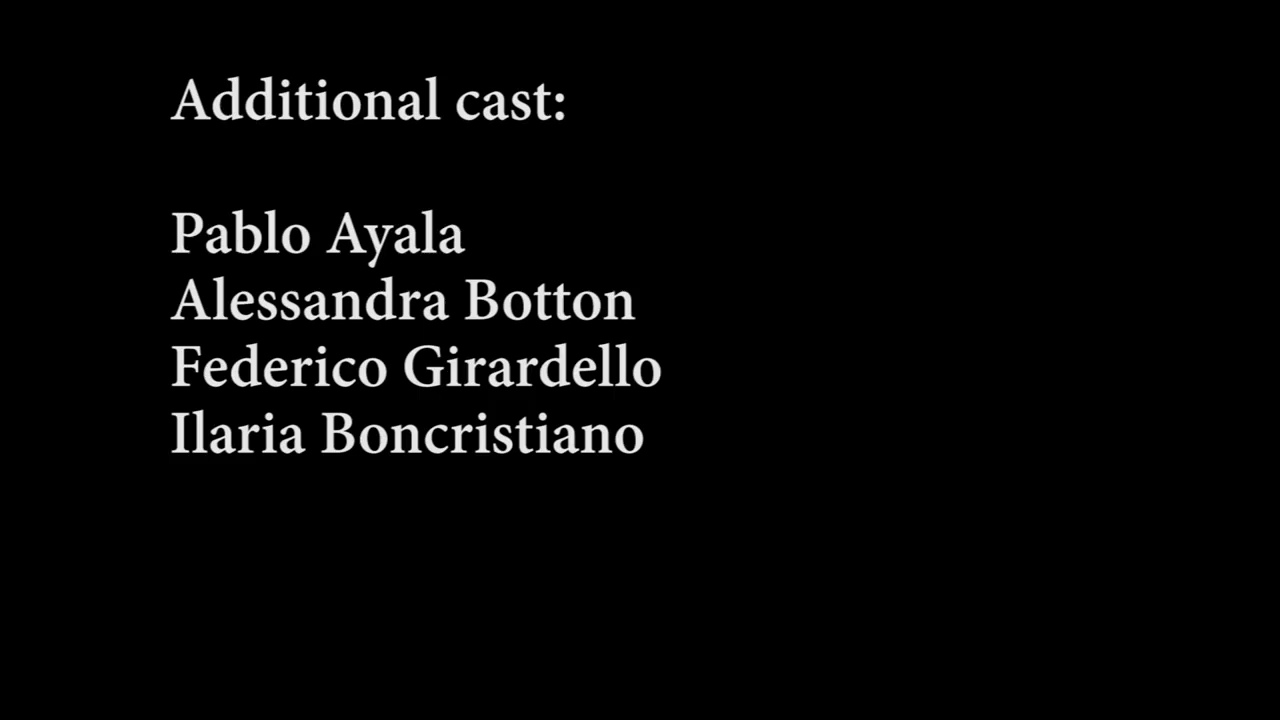 Additional cast:
Pablo Ayala
Alessandra Botton
Federico Girardello
Ilaria Boncristiano